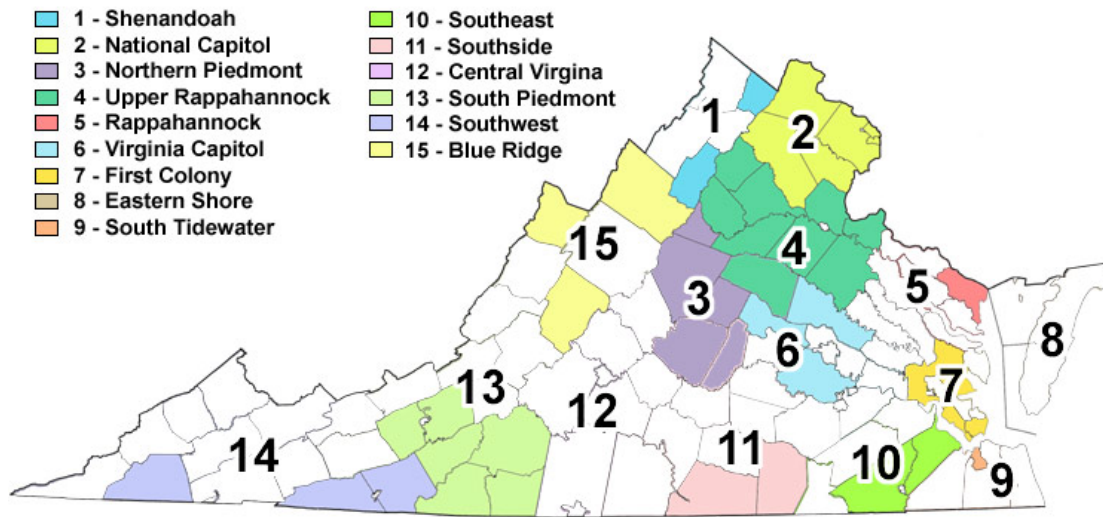 1 - Shenandoah
2 - National Capitol
3 - Northern Piedmont
4 - Upper Rappahannock
5 - Rappahannock
6 - Virginia Capitol
7 - First Colony
8 - Eastern Shore
9 - South Tidewater
10 - Southeast
11 - Southside
12 - Central Virgina
13 - South Piedmont
14 - Southwest
15 - Blue Ridge
1
2
15
4
5
3
8
6
7
13
12
14
11
10
9